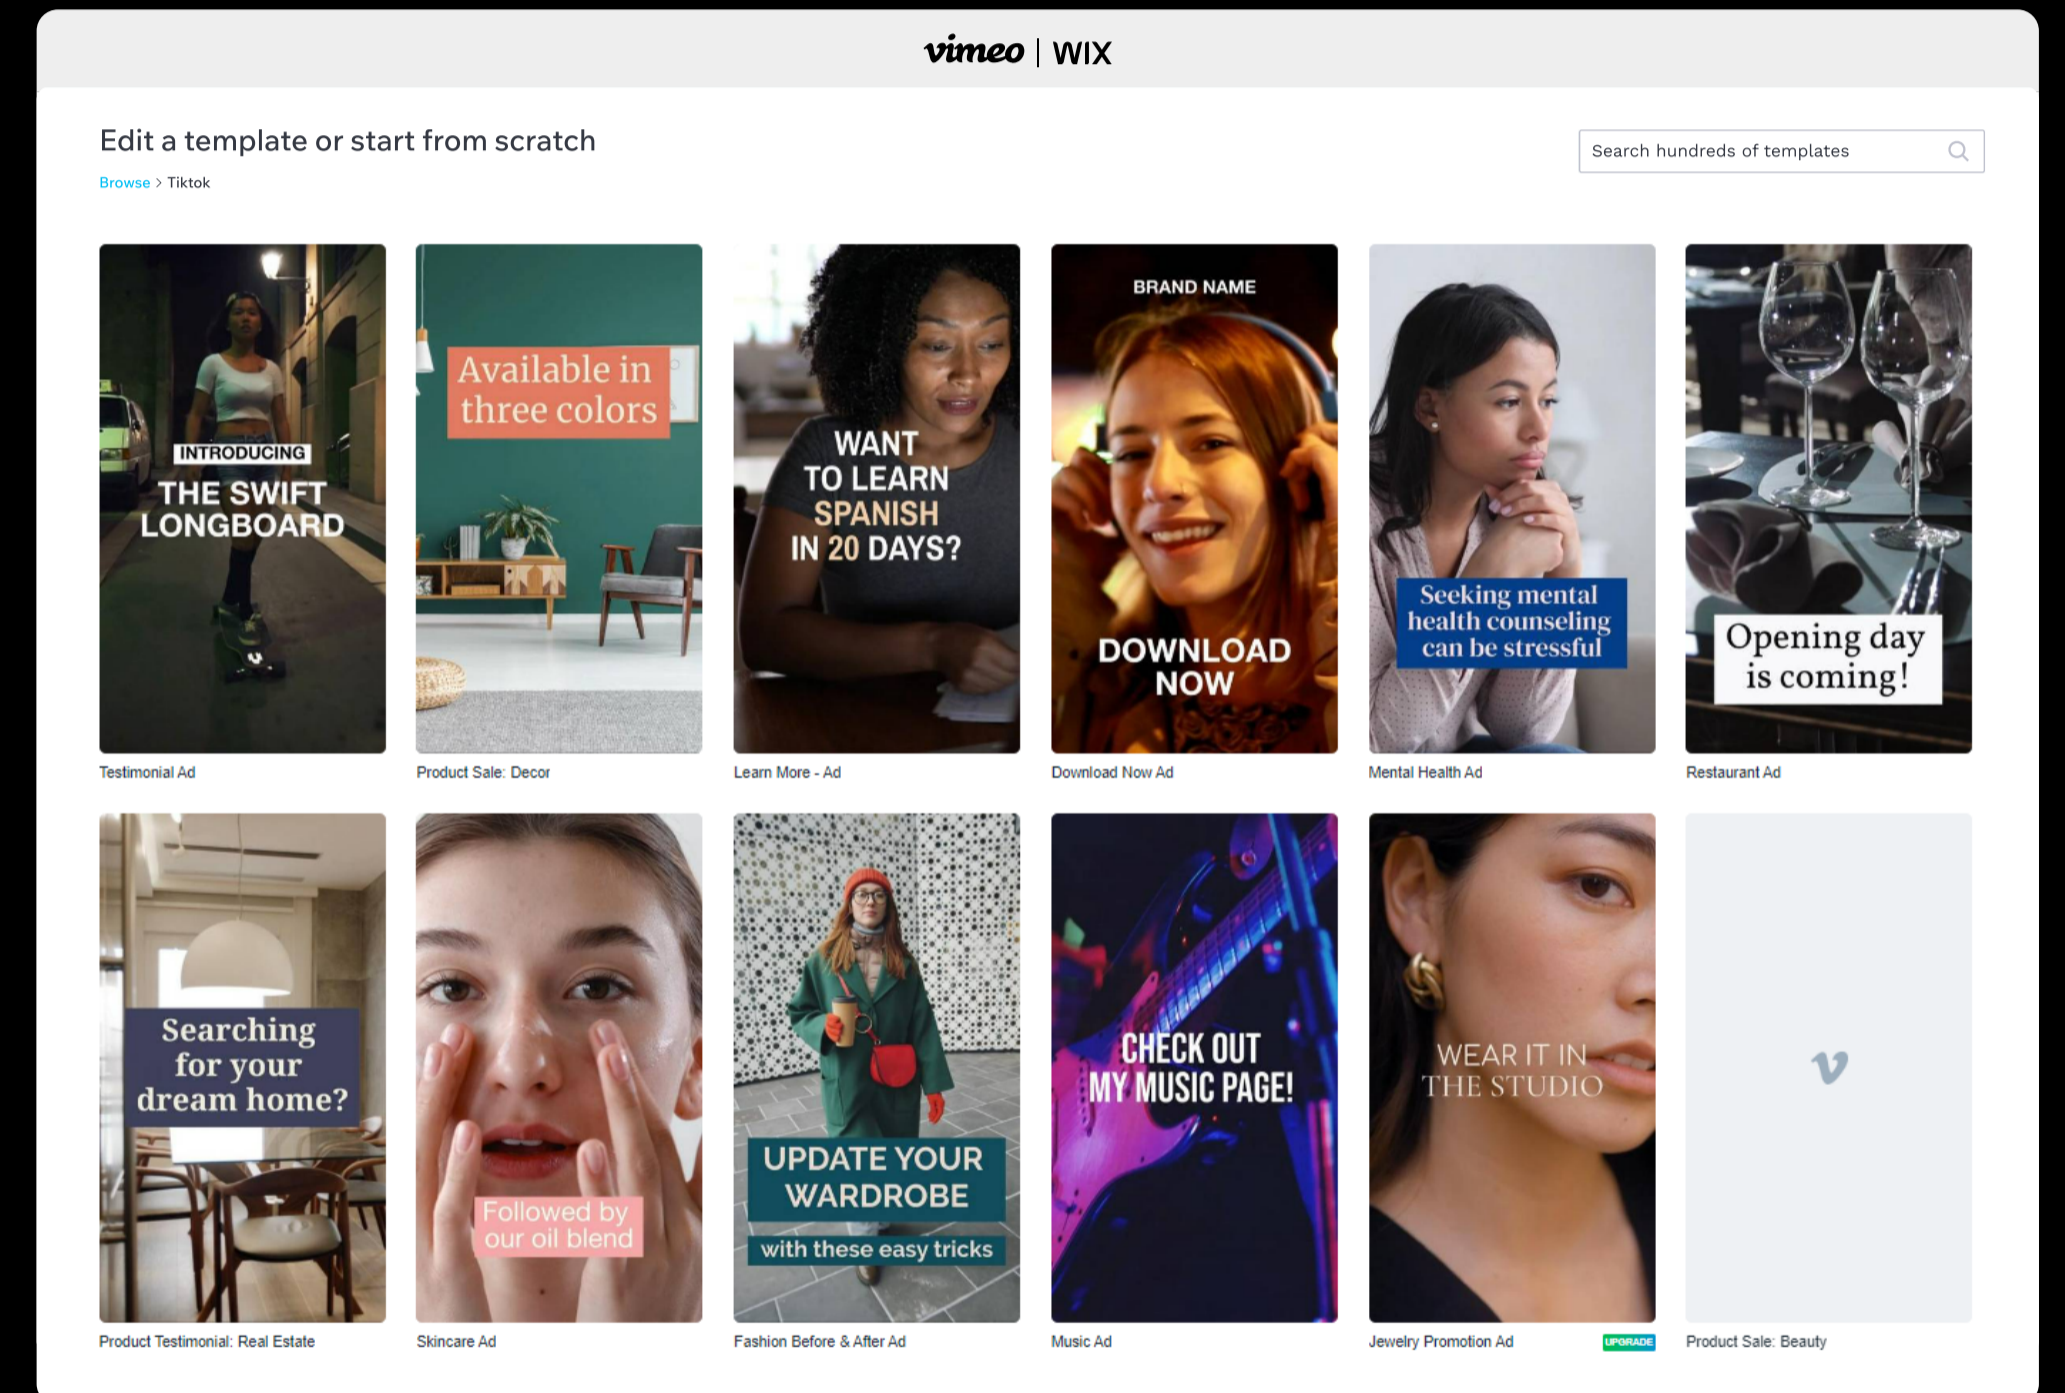 vimeo | WIX
Edit a template or start from scratch
Search hundreds of templates
Browse > Tiktok
INTRODUCING
THE SWIFT
LONGBOARD
Testimonial Ad
Available in
three colors
Product Sale: Decor
WANT
TO LEARN
SPANISH
IN 20 DAYS?
Learn More - Ad
BRAND NAME
DOWNLOAD
NOW
Download Now Ad
Seeking mental
health counseling
can be stressful
Mental Health Ad
Opening day
is coming!
Restaurant Ad
Searching
for your
dream home?
Product Testimonial: Real Estate
Followed by
our oil blend
Skincare Ad
UPDATE YOUR
WARDROBE
with these easy tricks
Fashion Before & After Ad
CHECK OUT
MY MUSIC PAGE!
Music Ad
WEAR IT IN
THE STUDIO
Jewelry Promotion Ad
UPGRADE
Product Sale: Beauty